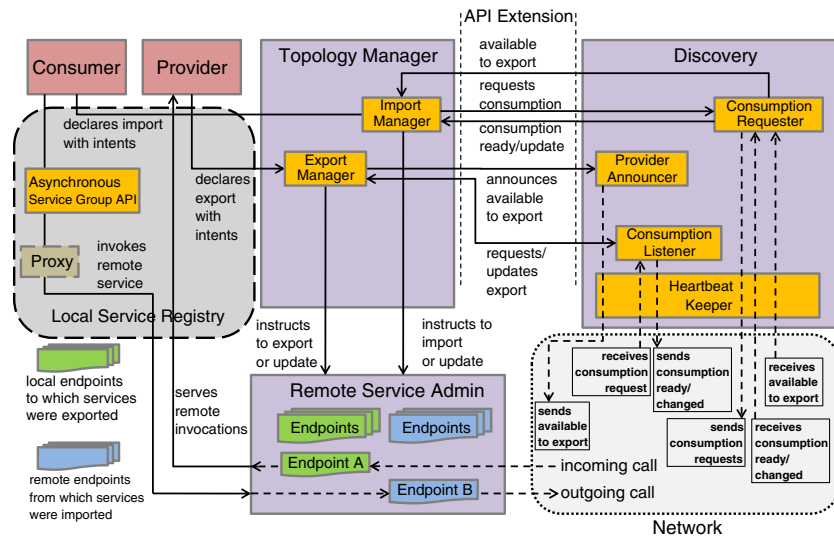 API Extension
Consumer
Provider
Topology Manager
Discovery
available
to export
requests
consumption
consumption
ready/update
Import
Manager
Consumption
Requester
declares import
with intents
Export
Manager
Provider
Announcer
Asynchronous
Service Group API
declares
export
with
intents
announces
available
to export
Consumption
Listener
Proxy
invokes
remote
service
requests/
updates
export
Heartbeat
Keeper
Local Service Registry
instructs
to export
or update
instructs to
import
or update
local endpoints
to which services
were exported
serves
remote
invocations
Remote Service Admin
Endpoints
Endpoints
Endpoint A
Endpoint B
receives
consumption
request
sends
consumption
ready/
changed
receives
available
to export
sends
available
to export
sends
consumption
requests
receives
consumption
ready/
changed
incoming call
outgoing call
remote endpoints
from which services
were imported
Network